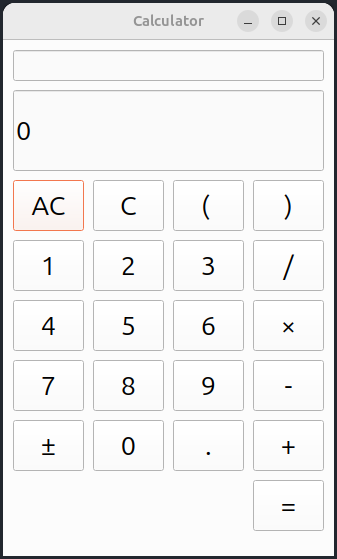 Calculator
0
AC C ( )
1 2 3 /
4 5 6 ×
7 8 9 -
± 0 . +
=